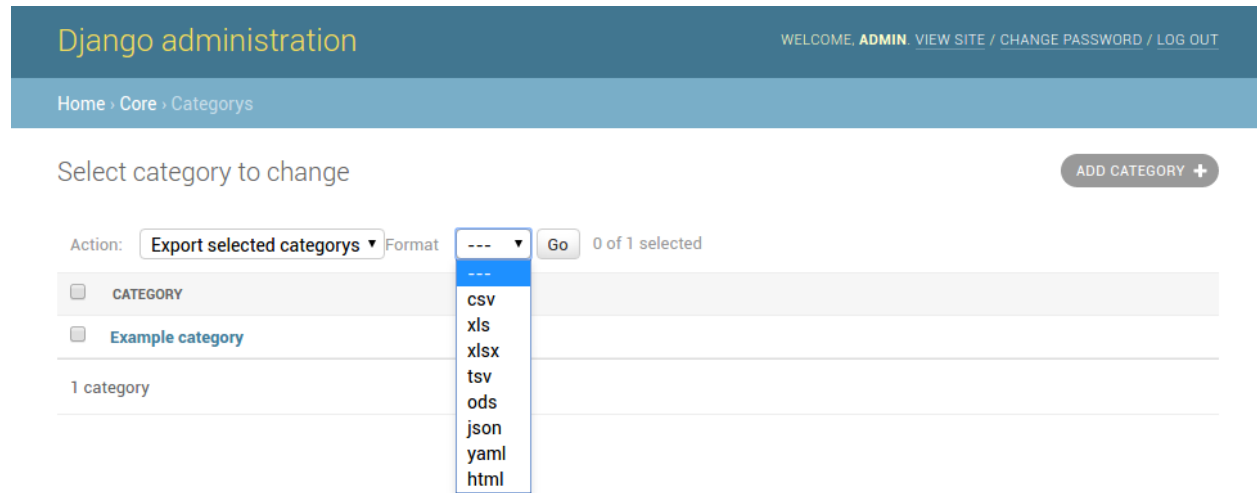 Django administration
WELCOME, ADMIN. VIEW SITE / CHANGE PASSWORD / LOG OUT
Home › Core › Categorys
Select category to change
ADD CATEGORY +
Action: Export selected categorys ▼ Format --- ▼ Go 0 of 1 selected
---
CATEGORY
csv
xls
Example category
xlsx
tsv
1 category
ods
json
yaml
html